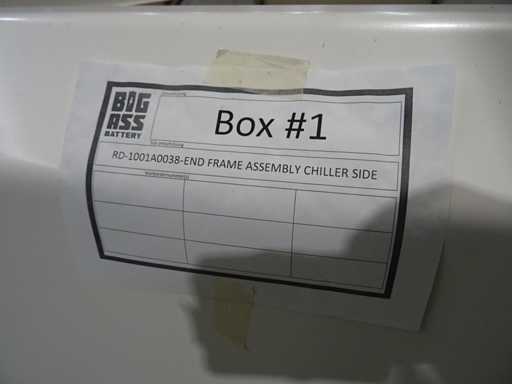 BIG
ASS
BATTERY
Box #1
RD-1001A0038-END FRAME ASSEMBLY CHILLER SIDE